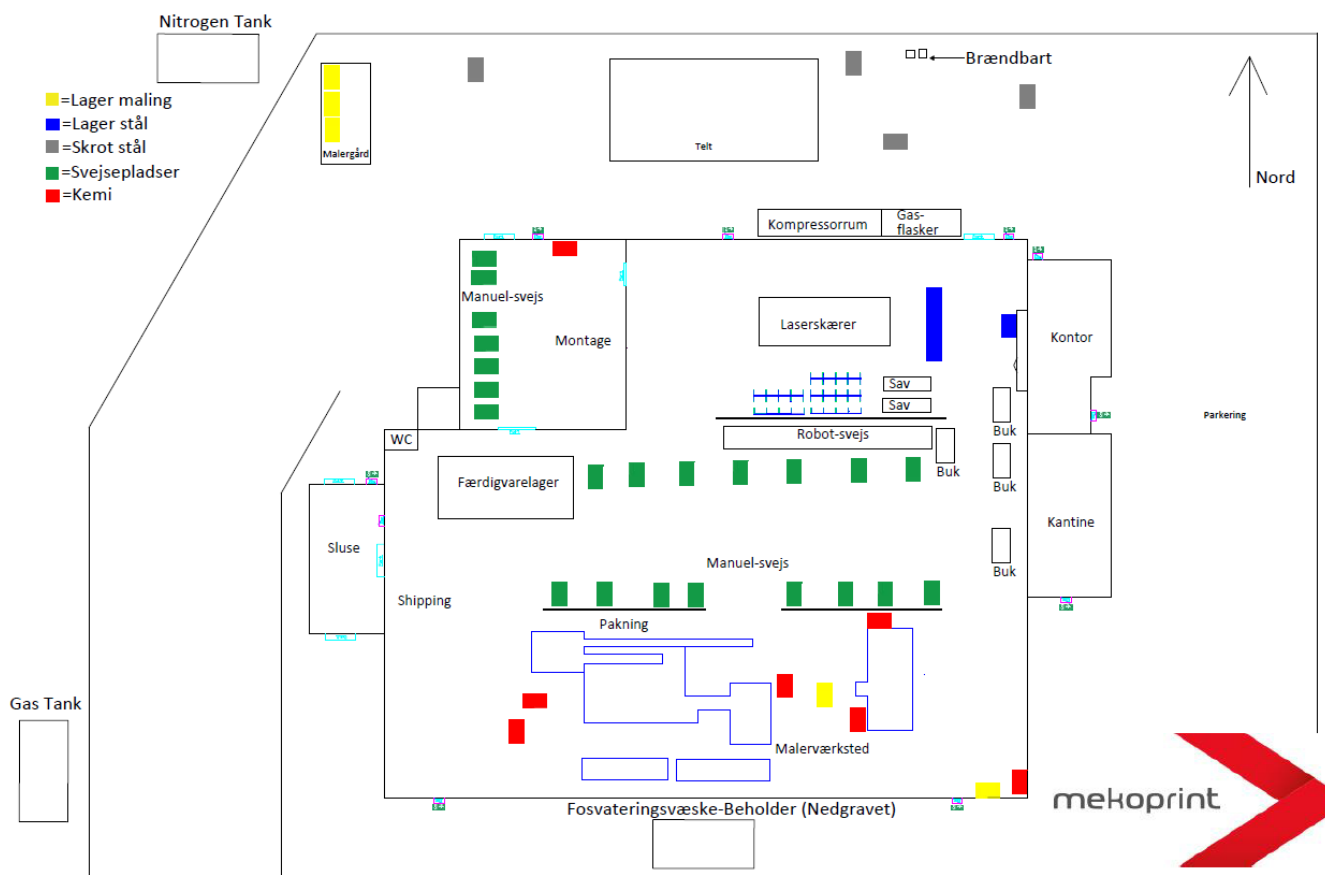 Nitrogen Tank
Brændbart
=Lager maling
=Lager stål
=Skrot stål
=Svejsepladser
=Kemi
Malergård
Telt
Nord
Kompressorrum
Gas-
flasker
Manuel-svejs
Montage
Laserskærer
Kontor
Sav
Sav
Buk
Parkering
WC
Robot-svejs
Buk
Buk
Færdigvarelager
Kantine
Sluse
Manuel-svejs
Buk
Shipping
Pakning
Gas Tank
Malerværksted
mekoprint
Fosvateringsvæske-Beholder (Nedgravet)